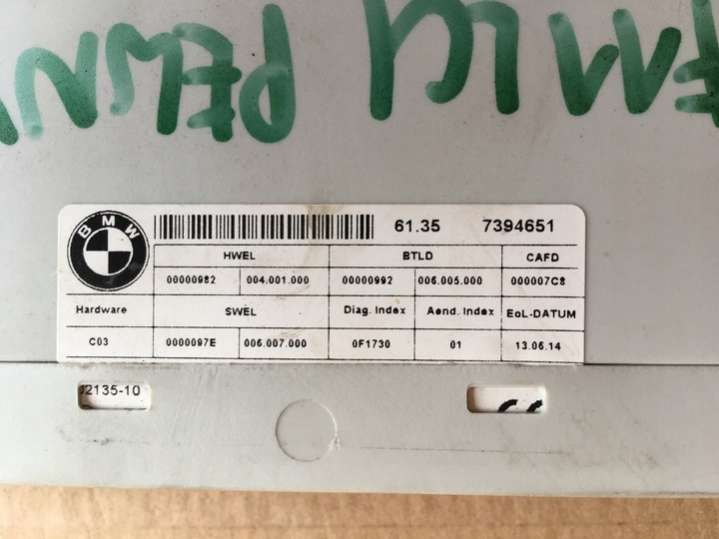 BMW 61.35 7394651
HWEL BTLD CAFD
00000982 004.001.000 00000992 006.005.000 000007C8
Hardware SWEL Diag. Index Aend. Index EoL-DATUM
C03 0000097E 006.007.000 0F1730 01 13.06.14
J2135-10